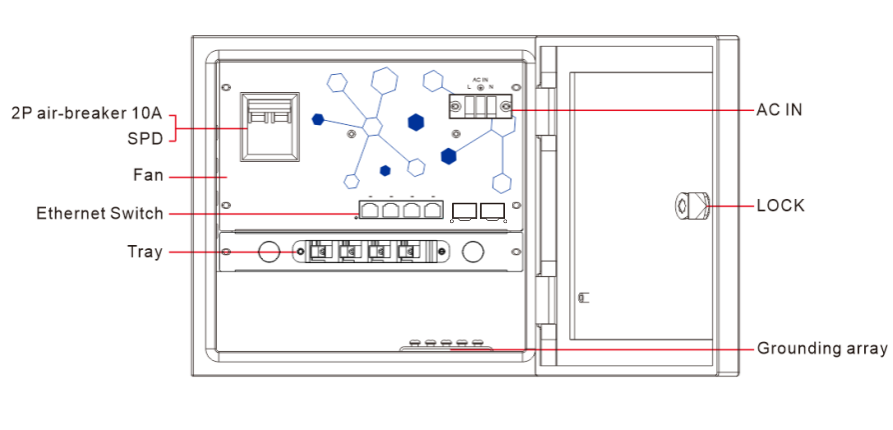 AC IN
L N
2P air-breaker 10A
AC IN
SPD
Fan
Ethernet Switch
LOCK
Tray
Grounding array